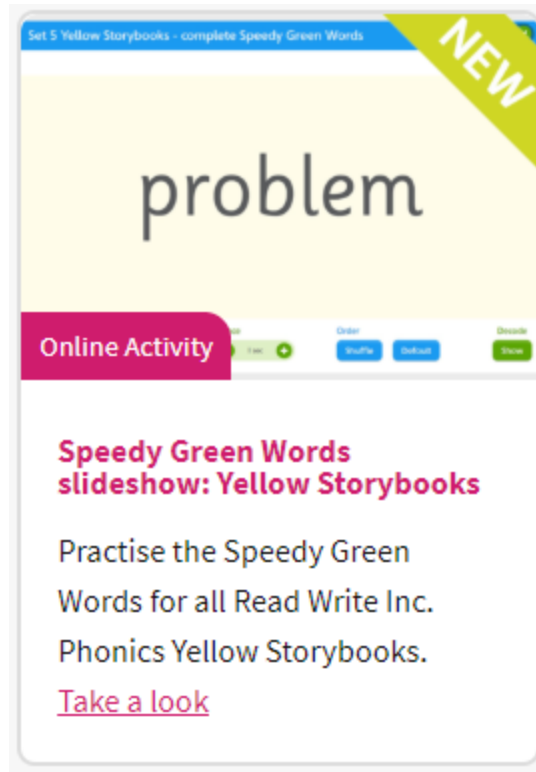 Set 5 Yellow Storybooks - complete Speedy Green Words
NEW
problem
Order
Decode
Online Activity
1 sec
Shuffle
Default
Show
Speedy Green Words
slideshow: Yellow Storybooks
Practise the Speedy Green
Words for all Read Write Inc.
Phonics Yellow Storybooks.
Take a look